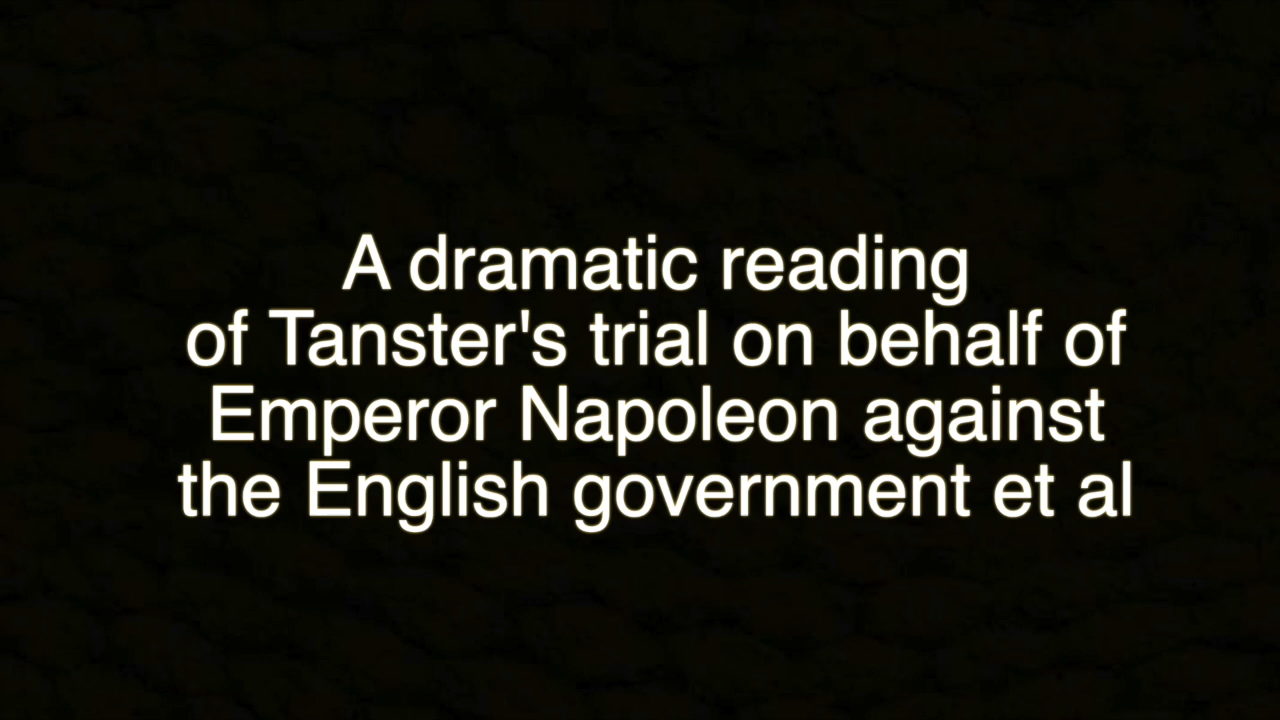 A dramatic reading
of Tanster's trial on behalf of
Emperor Napoleon against
the English government et al